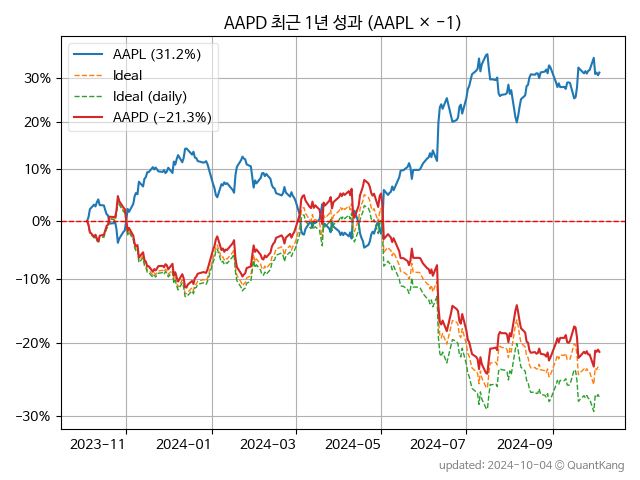 AAPD 최근 1년 성과 (AAPL × −1)
AAPL (31.2%)
Ideal
Ideal (daily)
AAPD (−21.3%)
30%
20%
10%
0%
−10%
−20%
−30%
2023-11
2024-01
2024-03
2024-05
2024-07
2024-09
updated: 2024-10-04 © QuantKang